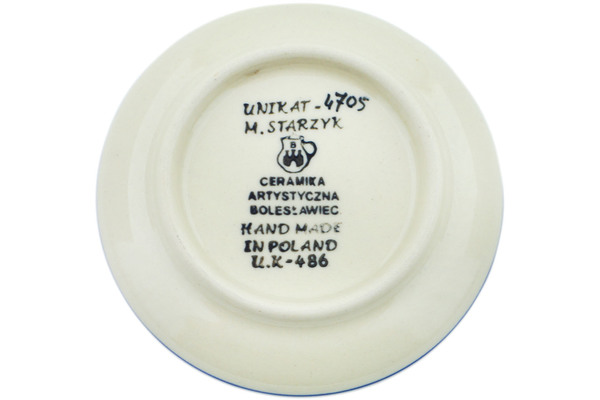 UNIKAT-4705
M. STARZYK
B
CERAMIKA
ARTYSTYCZNA
BOLESŁAWIEC
HAND MADE
IN POLAND
U.K-486